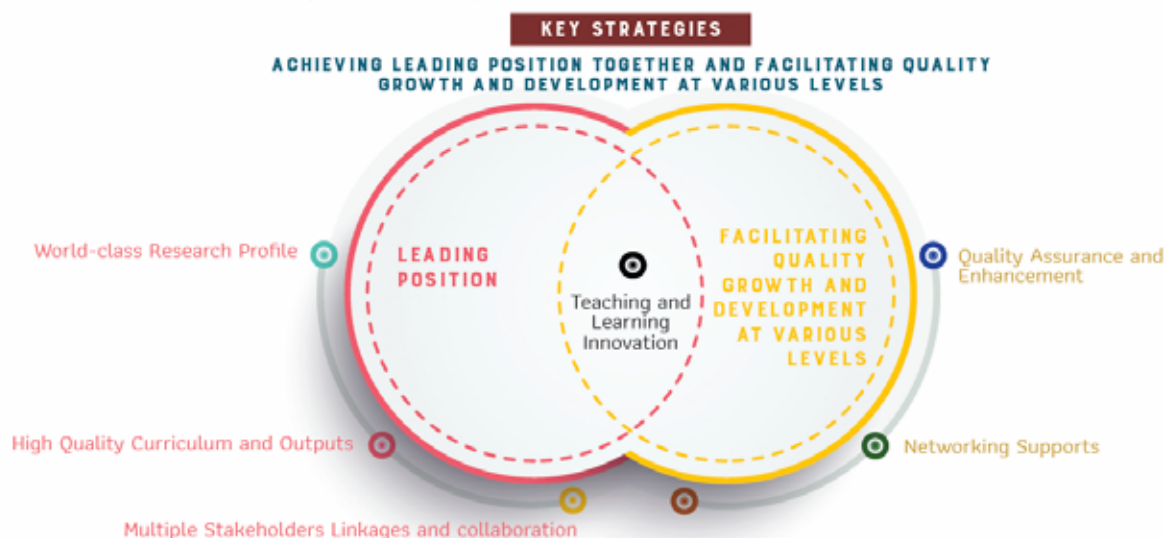 KEY STRATEGIES
ACHIEVING LEADING POSITION TOGETHER AND FACILITATING QUALITY
GROWTH AND DEVELOPMENT AT VARIOUS LEVELS
World-class Research Profile
LEADING
POSITION
Teaching and
Learning
Innovation
FACILITATING
QUALITY
GROWTH AND
DEVELOPMENT
AT VARIOUS
LEVELS
Quality Assurance and
Enhancement
High Quality Curriculum and Outputs
Networking Supports
Multiple Stakeholders Linkages and collaboration